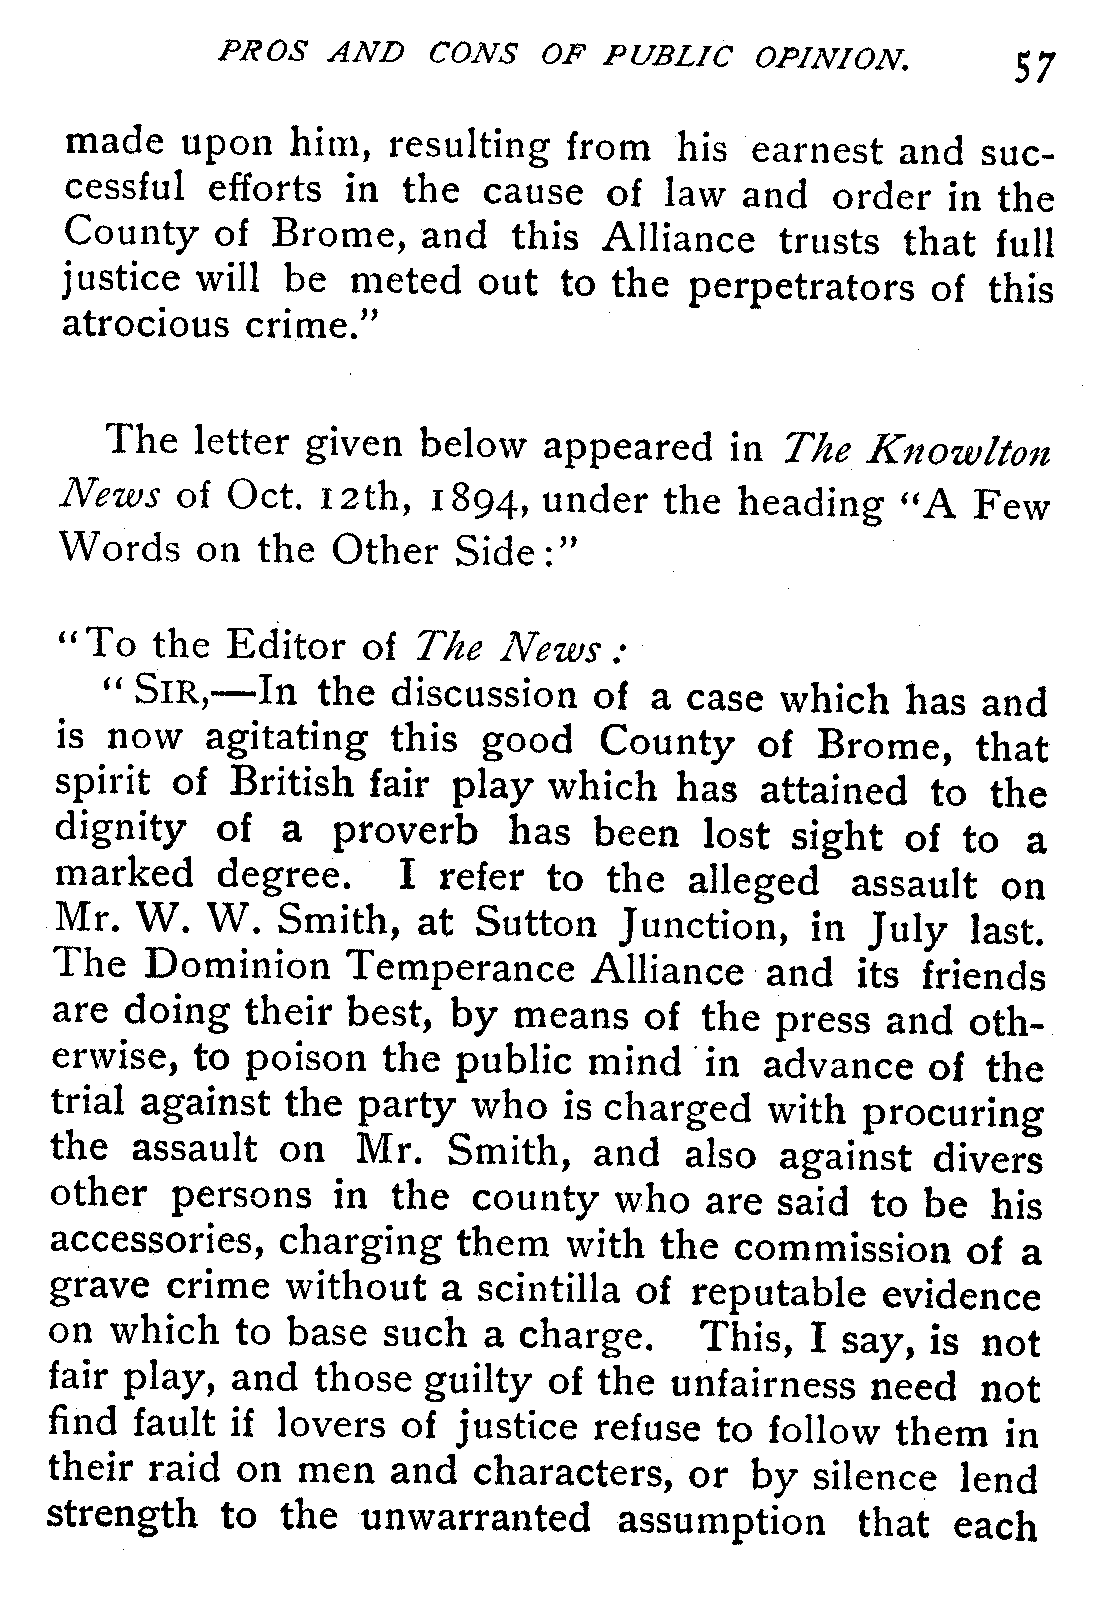 PROS AND CONS OF PUBLIC OPINION. 57
made upon him, resulting from his earnest and suc-
cessful efforts in the cause of law and order in the
County of Brome, and this Alliance trusts that full
justice will be meted out to the perpetrators of this
atrocious crime.”
The letter given below appeared in The Knowlton
News of Oct. 12th, 1894, under the heading “A Few
Words on the Other Side:”
“To the Editor of The News:
“SIR,—In the discussion of a case which has and
is now agitating this good County of Brome, that
spirit of British fair play which has attained to the
dignity of a proverb has been lost sight of to a
marked degree. I refer to the alleged assault on
Mr. W. W. Smith, at Sutton Junction, in July last.
The Dominion Temperance Alliance and its friends
are doing their best, by means of the press and oth-
erwise, to poison the public mind in advance of the
trial against the party who is charged with procuring
the assault on Mr. Smith, and also against divers
other persons in the county who are said to be his
accessories, charging them with the commission of a
grave crime without a scintilla of reputable evidence
on which to base such a charge. This, I say, is not
fair play, and those guilty of the unfairness need not
find fault if lovers of justice refuse to follow them in
their raid on men and characters, or by silence lend
strength to the unwarranted assumption that each